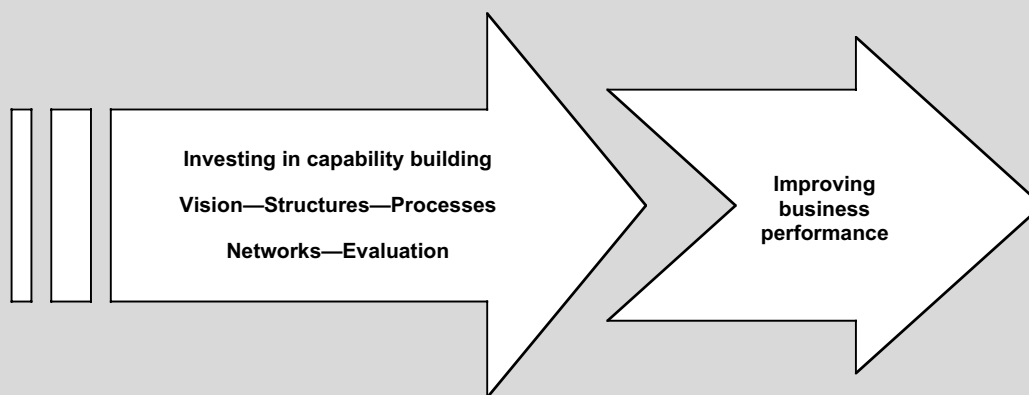 Investing in capability building
Vision—Structures—Processes
Networks—Evaluation
Improving
business
performance